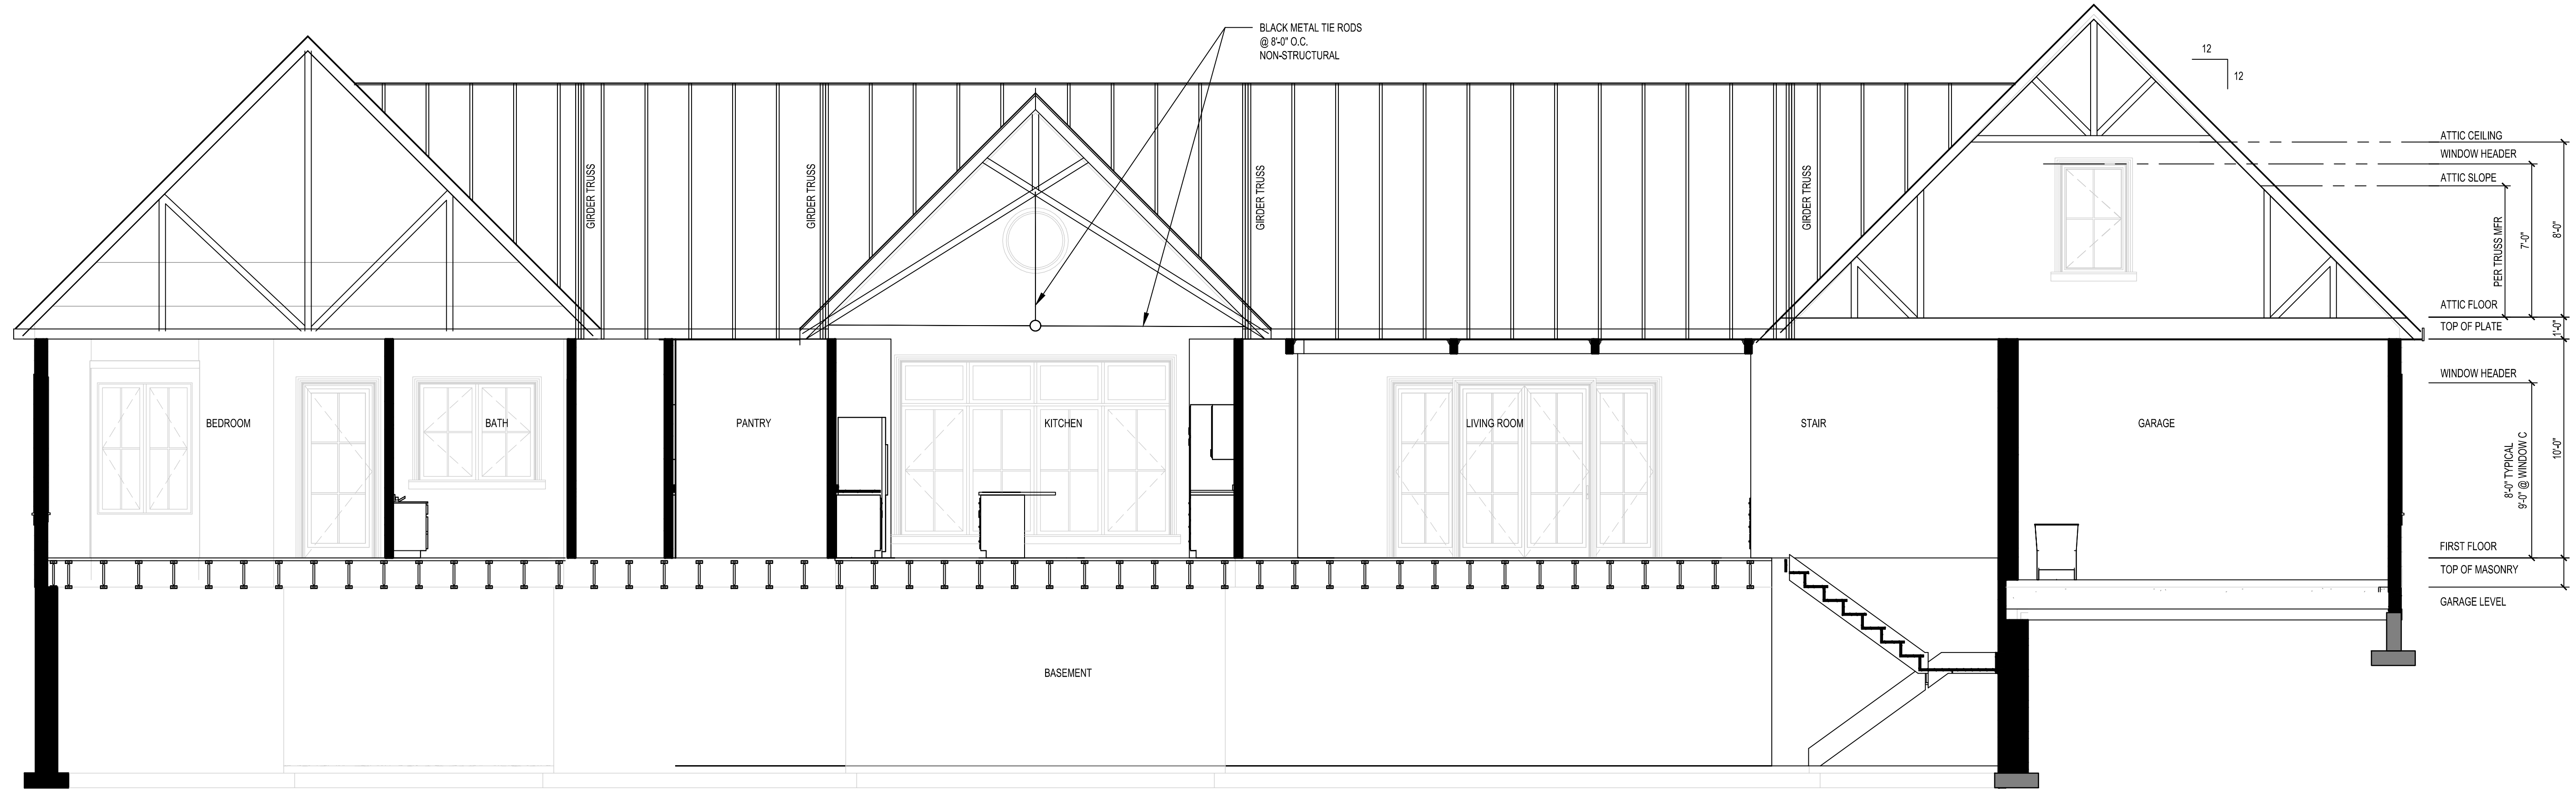 BLACK METAL TIE RODS
@ 8'-0" O.C.
NON-STRUCTURAL
12
12
GIRDER TRUSS
GIRDER TRUSS
GIRDER TRUSS
GIRDER TRUSS
ATTIC CEILING
WINDOW HEADER
ATTIC SLOPE
PER TRUSS MFR
7'-0"
8'-0"
ATTIC FLOOR
TOP OF PLATE
1'-0"
WINDOW HEADER
BEDROOM
BATH
PANTRY
KITCHEN
LIVING ROOM
STAIR
GARAGE
8'-0" TYPICAL
9'-0" @ WINDOW C
10'-0"
FIRST FLOOR
TOP OF MASONRY
GARAGE LEVEL
BASEMENT